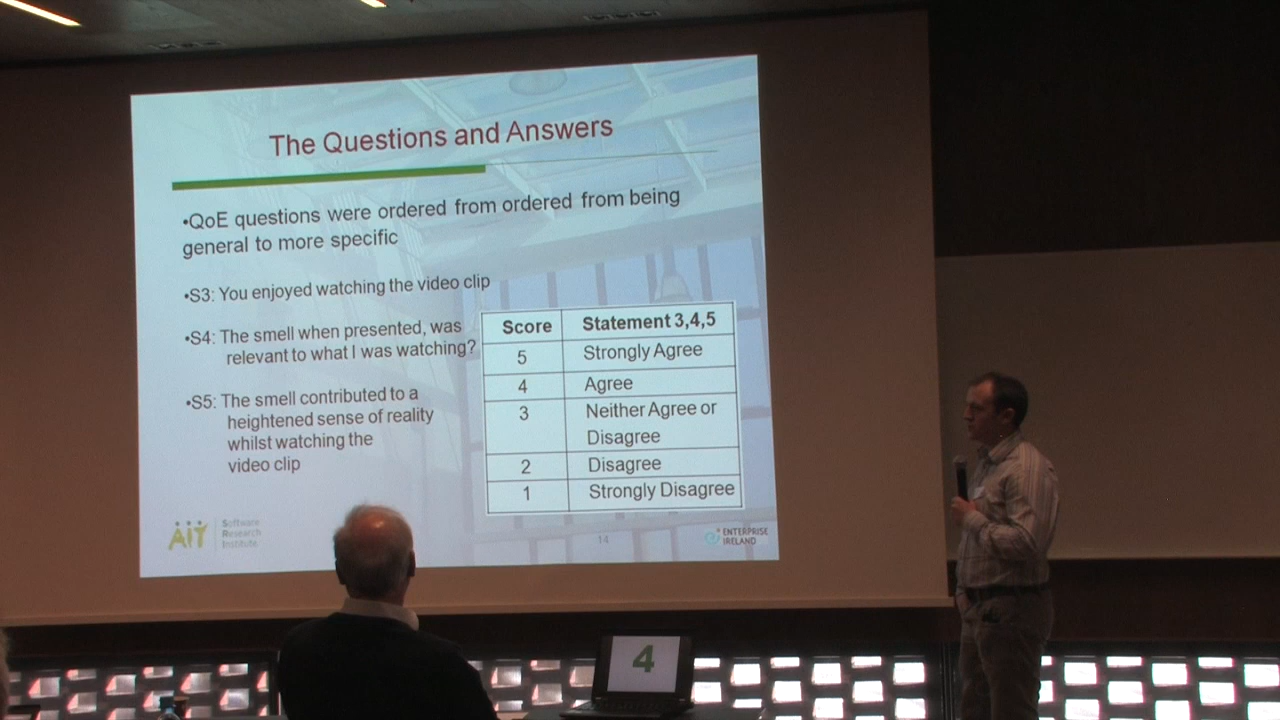 The Questions and Answers
•QoE questions were ordered from ordered from being
general to more specific
•S3: You enjoyed watching the video clip
•S4: The smell when presented, was
relevant to what I was watching?
•S5: The smell contributed to a
heightened sense of reality
whilst watching the
video clip
Score Statement 3,4,5
5 Strongly Agree
4 Agree
3 Neither Agree or
Disagree
2 Disagree
1 Strongly Disagree
AIT
Software
Research
Institute
14
ENTERPRISE
IRELAND
4